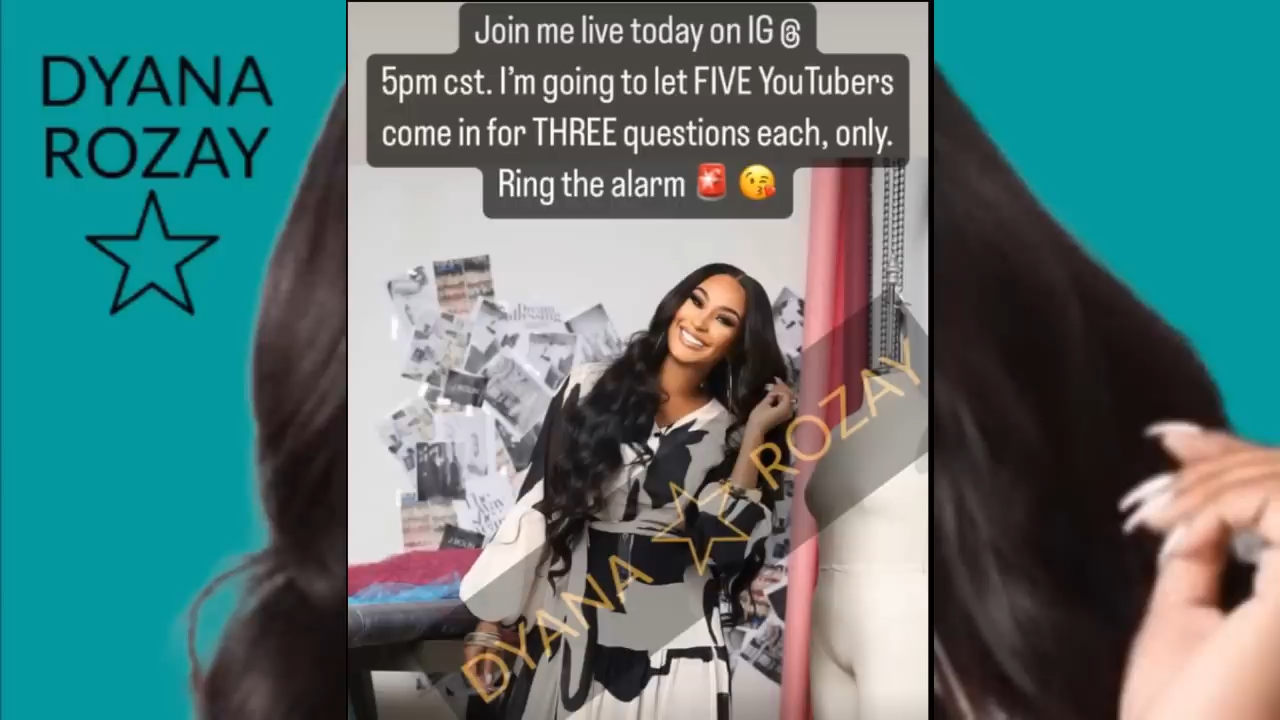 DYANA
ROZAY
Join me live today on IG @
5pm cst. I’m going to let FIVE YouTubers
come in for THREE questions each, only.
Ring the alarm 🚨 😘
DYANA ☆ ROZAY